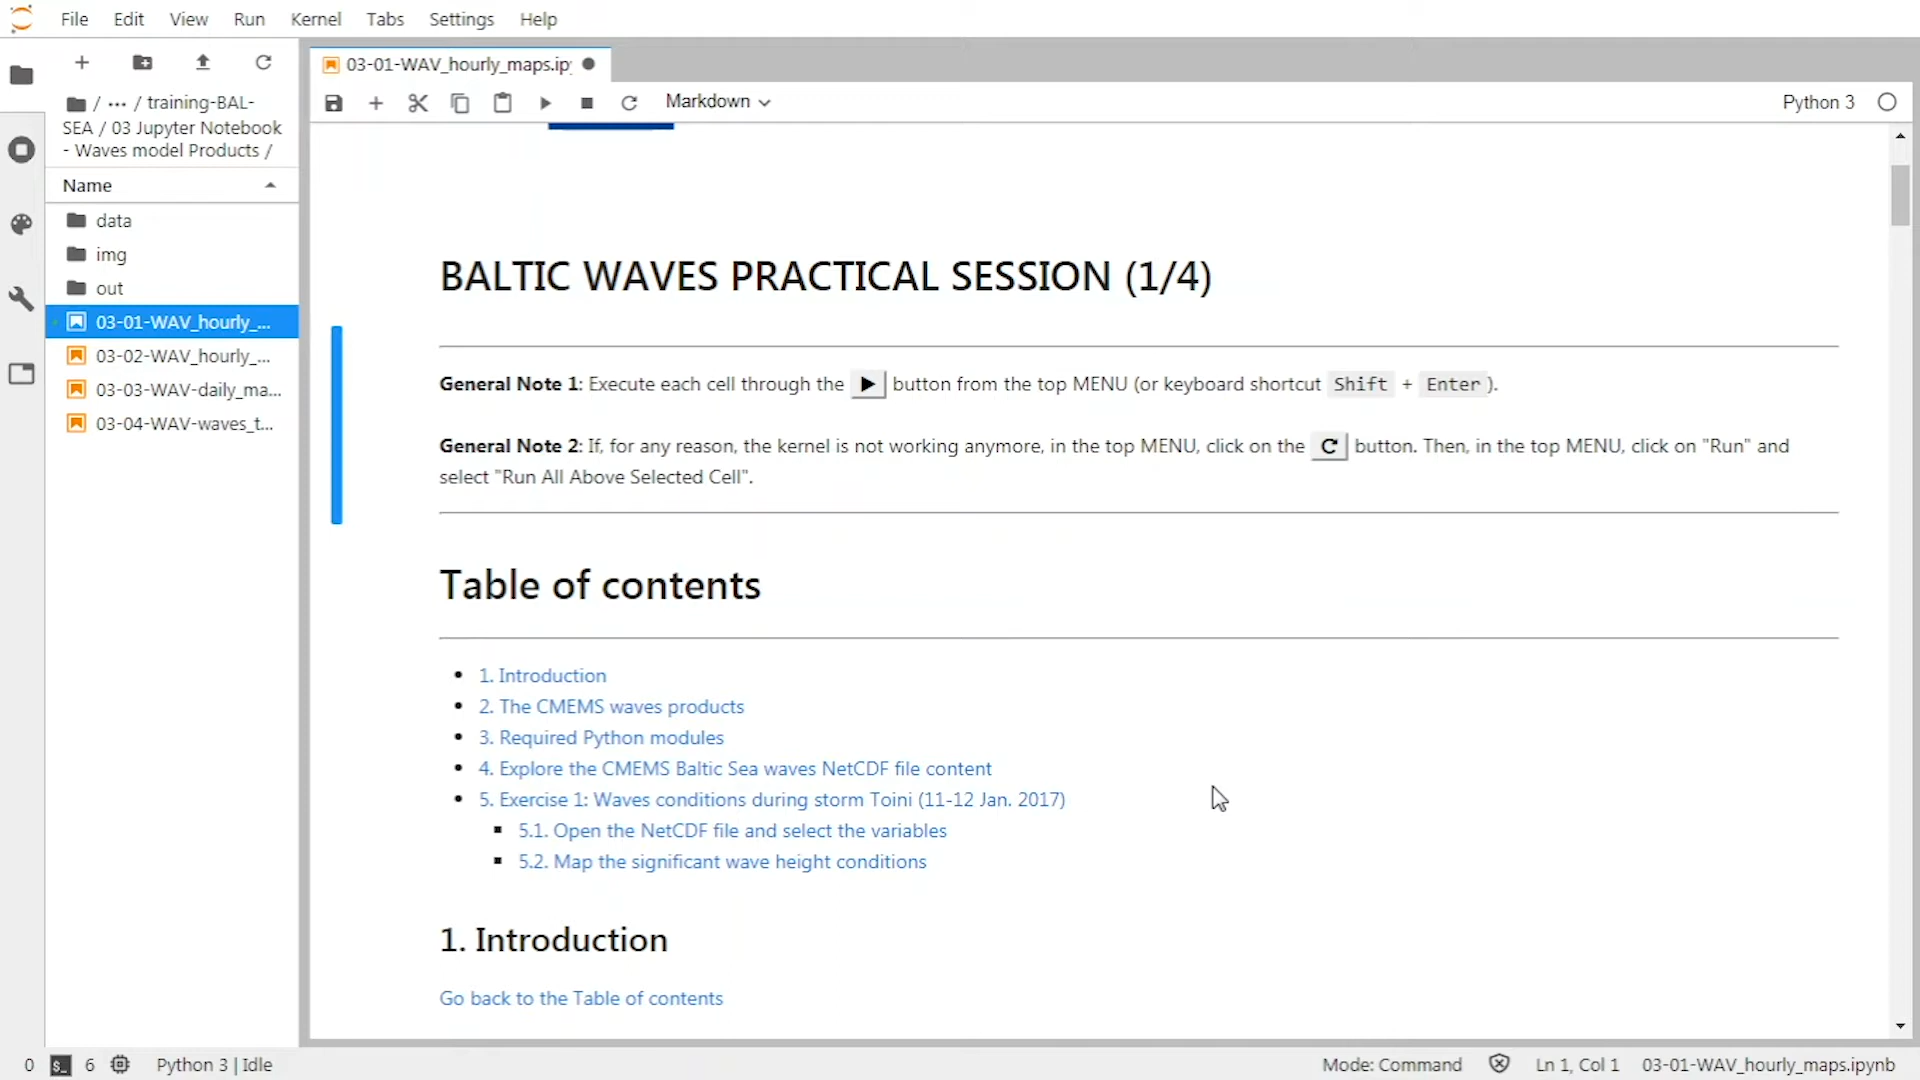 File Edit View Run Kernel Tabs Settings Help
03-01-WAV_hourly_maps.ip
/ ··· / training-BAL-
SEA / 03 Jupyter Notebook
- Waves model Products /
Markdown
Python 3
Name
data
img
out
03-01-WAV_hourly_...
03-02-WAV_hourly_...
03-03-WAV-daily_ma...
03-04-WAV-waves_t...
BALTIC WAVES PRACTICAL SESSION (1/4)
General Note 1: Execute each cell through the button from the top MENU (or keyboard shortcut Shift + Enter).
General Note 2: If, for any reason, the kernel is not working anymore, in the top MENU, click on the button. Then, in the top MENU, click on "Run" and
select "Run All Above Selected Cell".
Table of contents
• 1. Introduction
• 2. The CMEMS waves products
• 3. Required Python modules
• 4. Explore the CMEMS Baltic Sea waves NetCDF file content
• 5. Exercise 1: Waves conditions during storm Toini (11-12 Jan. 2017)
▪ 5.1. Open the NetCDF file and select the variables
▪ 5.2. Map the significant wave height conditions
1. Introduction
Go back to the Table of contents
0 $_ 6 Python 3 | Idle Mode: Command Ln 1, Col 1 03-01-WAV_hourly_maps.ipynb